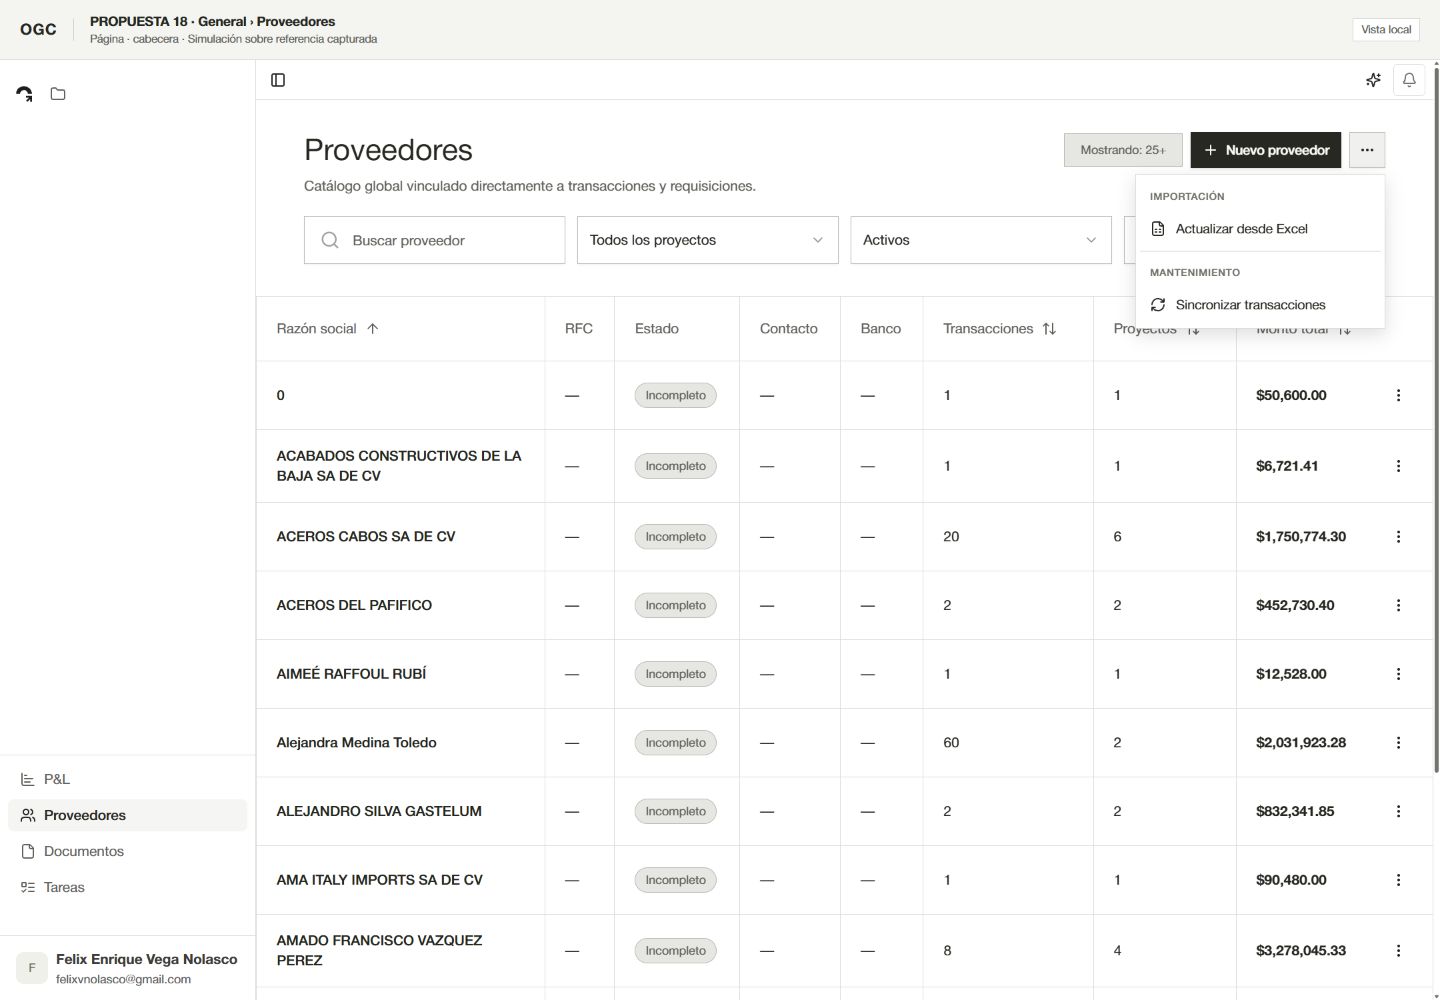 OGC
PROPUESTA 18 · General › Proveedores
Página · cabecera · Simulación sobre referencia capturada
Vista local
Proveedores
Catálogo global vinculado directamente a transacciones y requisiciones.
Mostrando: 25+
Nuevo proveedor
IMPORTACIÓN
Actualizar desde Excel
MANTENIMIENTO
Sincronizar transacciones
Buscar proveedor
Todos los proyectos
Activos
Razón social
RFC
Estado
Contacto
Banco
Transacciones
Proyectos
Monto total
0 — Incompleto — — 1 1 $50,600.00
ACABADOS CONSTRUCTIVOS DE LA
BAJA SA DE CV — Incompleto — — 1 1 $6,721.41
ACEROS CABOS SA DE CV — Incompleto — — 20 6 $1,750,774.30
ACEROS DEL PAFIFICO — Incompleto — — 2 2 $452,730.40
AIMEÉ RAFFOUL RUBÍ — Incompleto — — 1 1 $12,528.00
Alejandra Medina Toledo — Incompleto — — 60 2 $2,031,923.28
ALEJANDRO SILVA GASTELUM — Incompleto — — 2 2 $832,341.85
AMA ITALY IMPORTS SA DE CV — Incompleto — — 1 1 $90,480.00
AMADO FRANCISCO VAZQUEZ
PEREZ — Incompleto — — 8 4 $3,278,045.33
P&L
Proveedores
Documentos
Tareas
F
Felix Enrique Vega Nolasco
felixvnolasco@gmail.com